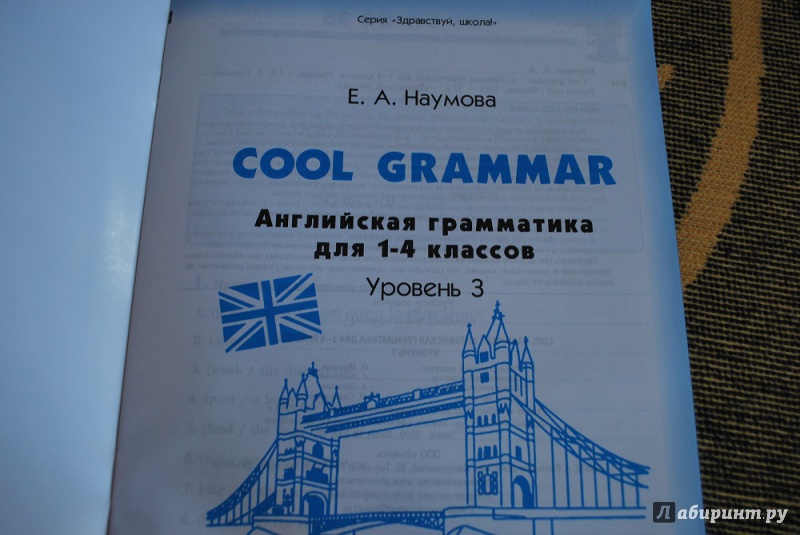 Серия «Здравствуй, школа!»
Е. А. Наумова
COOL GRAMMAR
Английская грамматика
для 1-4 классов
Уровень 3
Лабиринт.ру